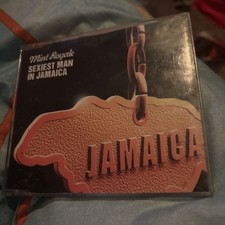 Mint Royale
SEXIEST MAN
IN JAMAICA
JAMAICA